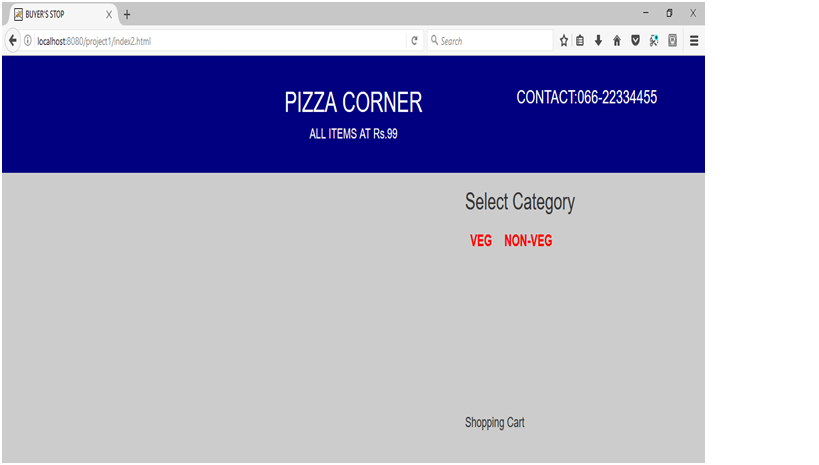 BUYER'S STOP
localhost:8080/project1/index2.html
Search
PIZZA CORNER
CONTACT:066-22334455
ALL ITEMS AT Rs.99
Select Category
VEG NON-VEG
Shopping Cart